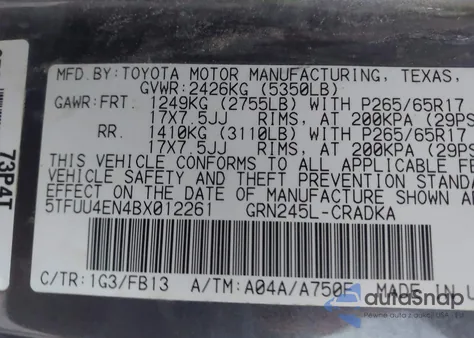 MFD.BY:TOYOTA MOTOR MANUFACTURING, TEXAS,
GVWR:2426KG (5350LB)
GAWR:FRT. 1249KG (2755LB) WITH P265/65R17
17X7.5JJ RIMS, AT 200KPA (29PS
RR. 1410KG (3110LB) WITH P265/65R17
17X7.5JJ RIMS, AT 200KPA (29PS
THIS VEHICLE CONFORMS TO ALL APPLICABLE FE
VEHICLE SAFETY AND THEFT PREVENTION STANDA
EFFECT ON THE DATE OF MANUFACTURE SHOWN AB
5TFUU4EN4BX012261 GRN245L-CRADKA
C/TR:1G3/FB13 A/TM:A04A/A750F MADE IN U
73P4T
autoSnap